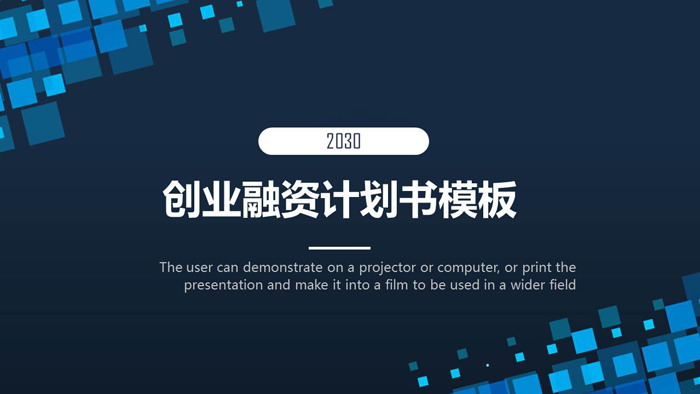 2030
创业融资计划书模板
The user can demonstrate on a projector or computer, or print the
presentation and make it into a film to be used in a wider field